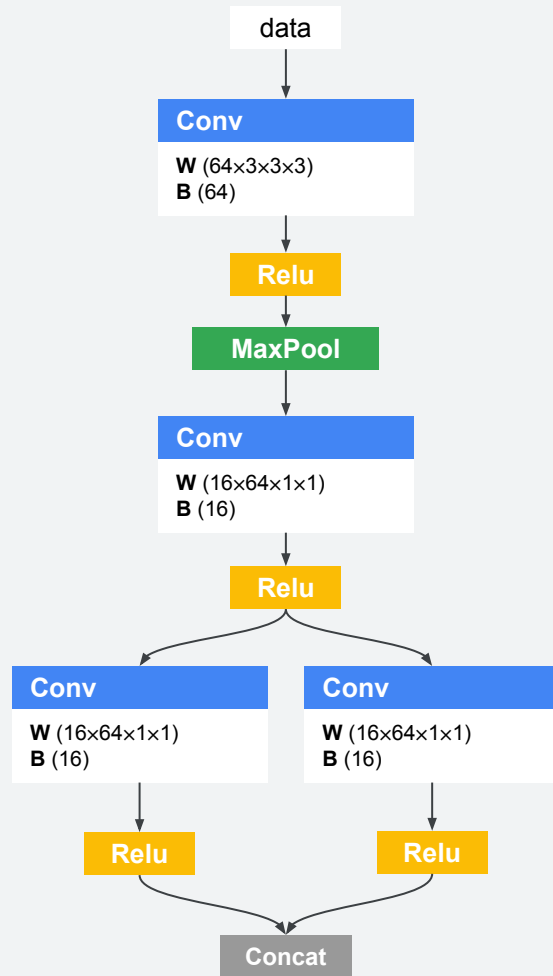 data
Conv
W (64×3×3×3)
B (64)
Relu
MaxPool
Conv
W (16×64×1×1)
B (16)
Relu
Conv
W (16×64×1×1)
B (16)
Relu
Conv
W (16×64×1×1)
B (16)
Relu
Concat